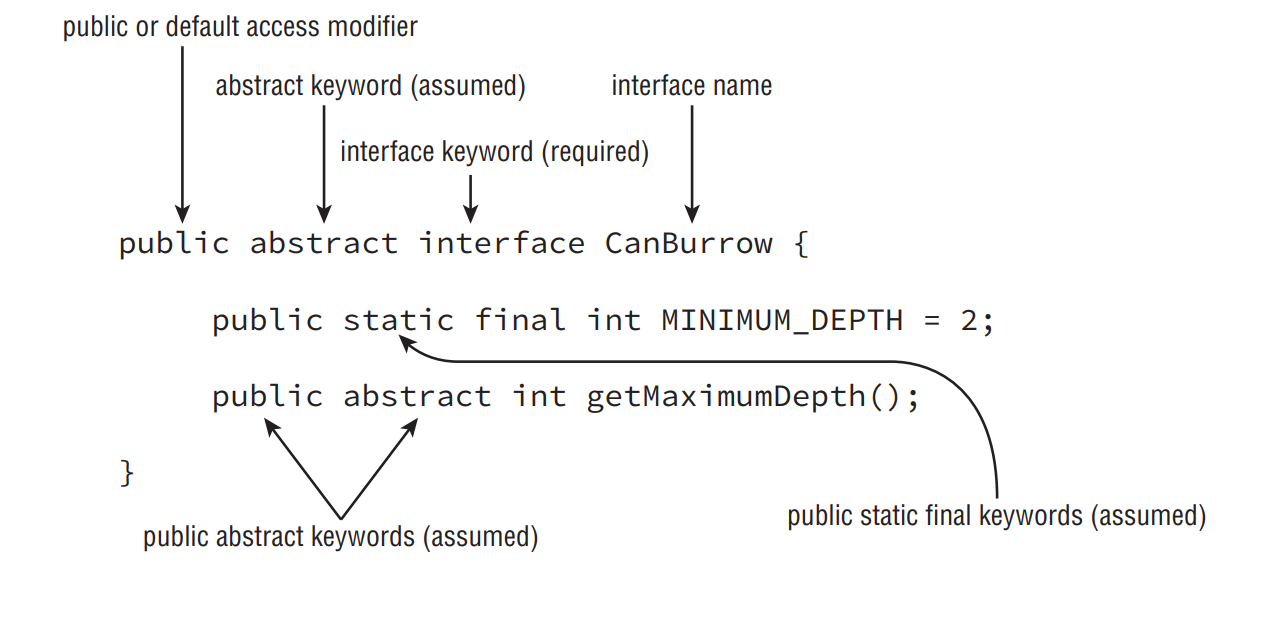 public or default access modifier
abstract keyword (assumed)
interface name
interface keyword (required)
public abstract interface CanBurrow {
public static final int MINIMUM_DEPTH = 2;
public abstract int getMaximumDepth();
}
public static final keywords (assumed)
public abstract keywords (assumed)